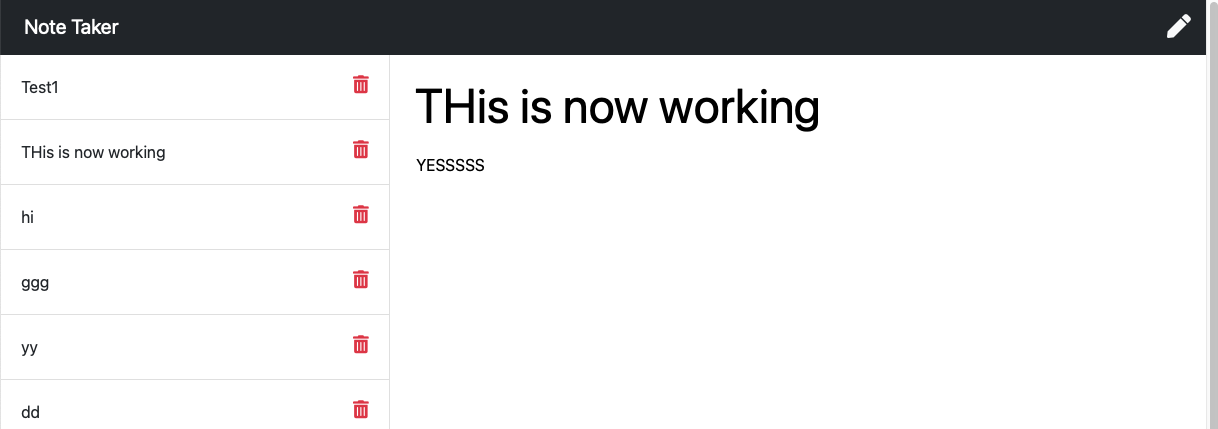 Note Taker
Test1
THis is now working
hi
ggg
yy
dd
THis is now working
YESSSSS